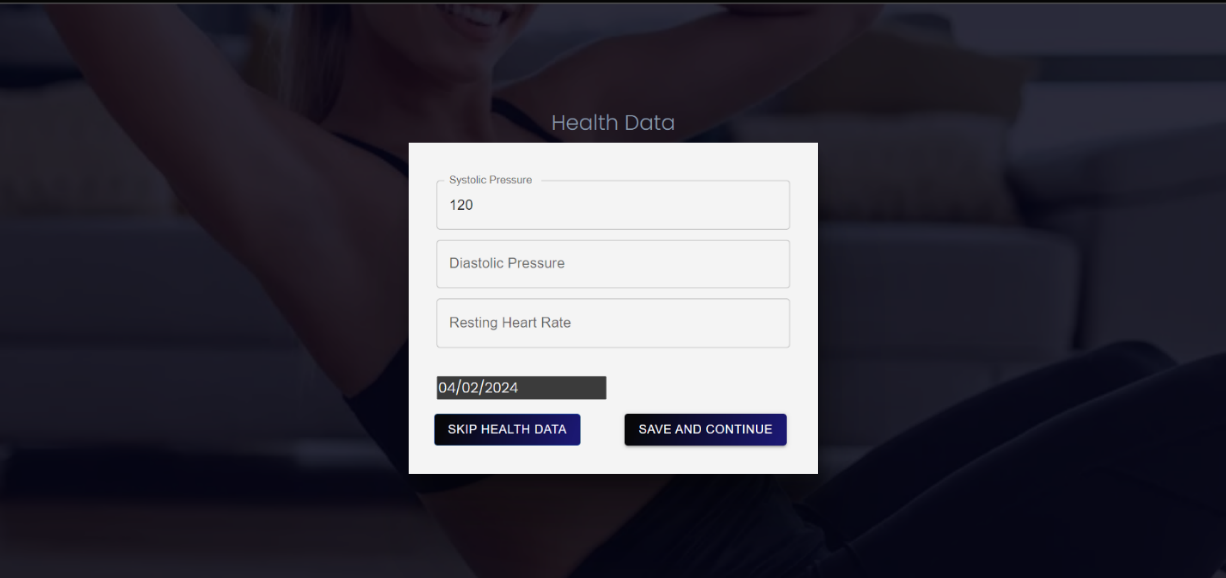 Health Data
Systolic Pressure
120
Diastolic Pressure
Resting Heart Rate
04/02/2024
SKIP HEALTH DATA
SAVE AND CONTINUE